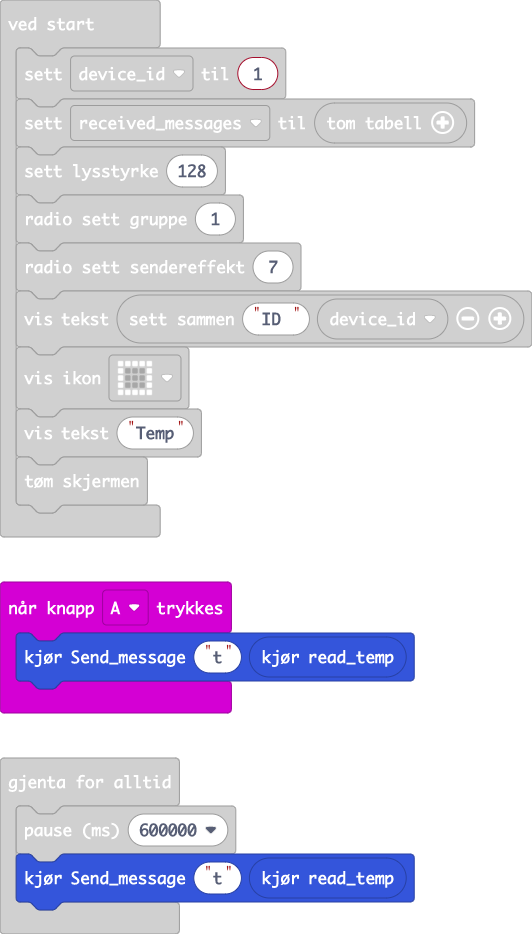 ved start
sett device_id til 1
sett received_messages til tom tabell
sett lysstyrke 128
radio sett gruppe 1
radio sett sendereffekt 7
vis tekst sett sammen "ID " device_id
vis ikon
vis tekst "Temp"
tøm skjermen
når knapp A trykkes
kjør Send_message "t" kjør read_temp
gjenta for alltid
pause (ms) 600000
kjør Send_message "t" kjør read_temp